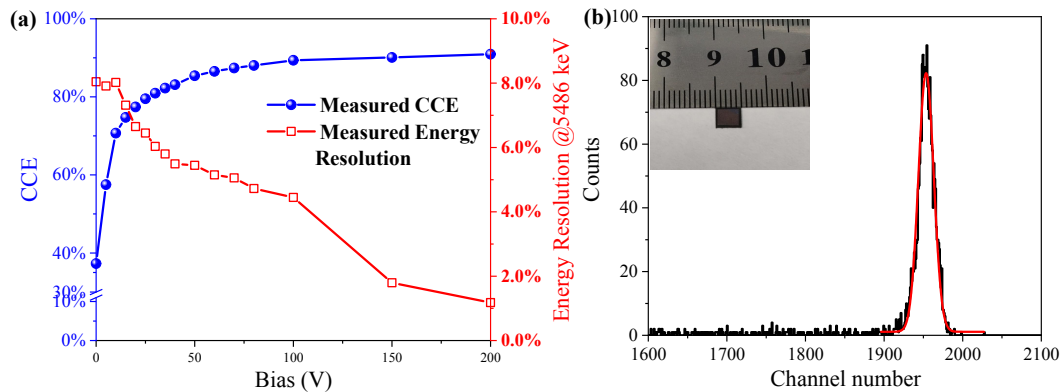 (a)
100%
80%
60%
40%
30%
10%
0%
CCE
10.0%
8.0%
6.0%
4.0%
2.0%
0.0%
Energy Resolution @5486 keV
Measured CCE
Measured Energy
Resolution
0 50 100 150 200
Bias (V)
(b)
100
80
60
40
20
0
Counts
8 9 10
1600 1700 1800 1900 2000 2100
Channel number